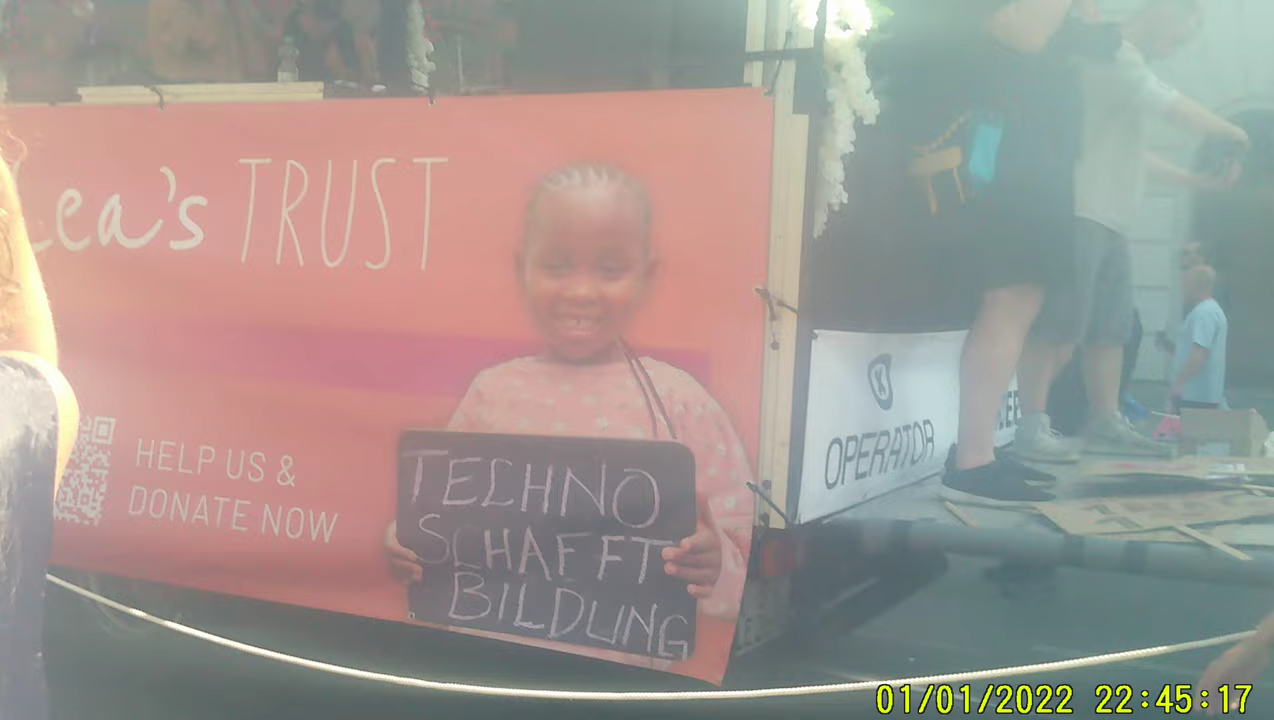 Lea's TRUST
HELP US &
DONATE NOW
TECHNO
SCHAFFT
BILDUNG
OPERATOR
01/01/2022 22:45:17